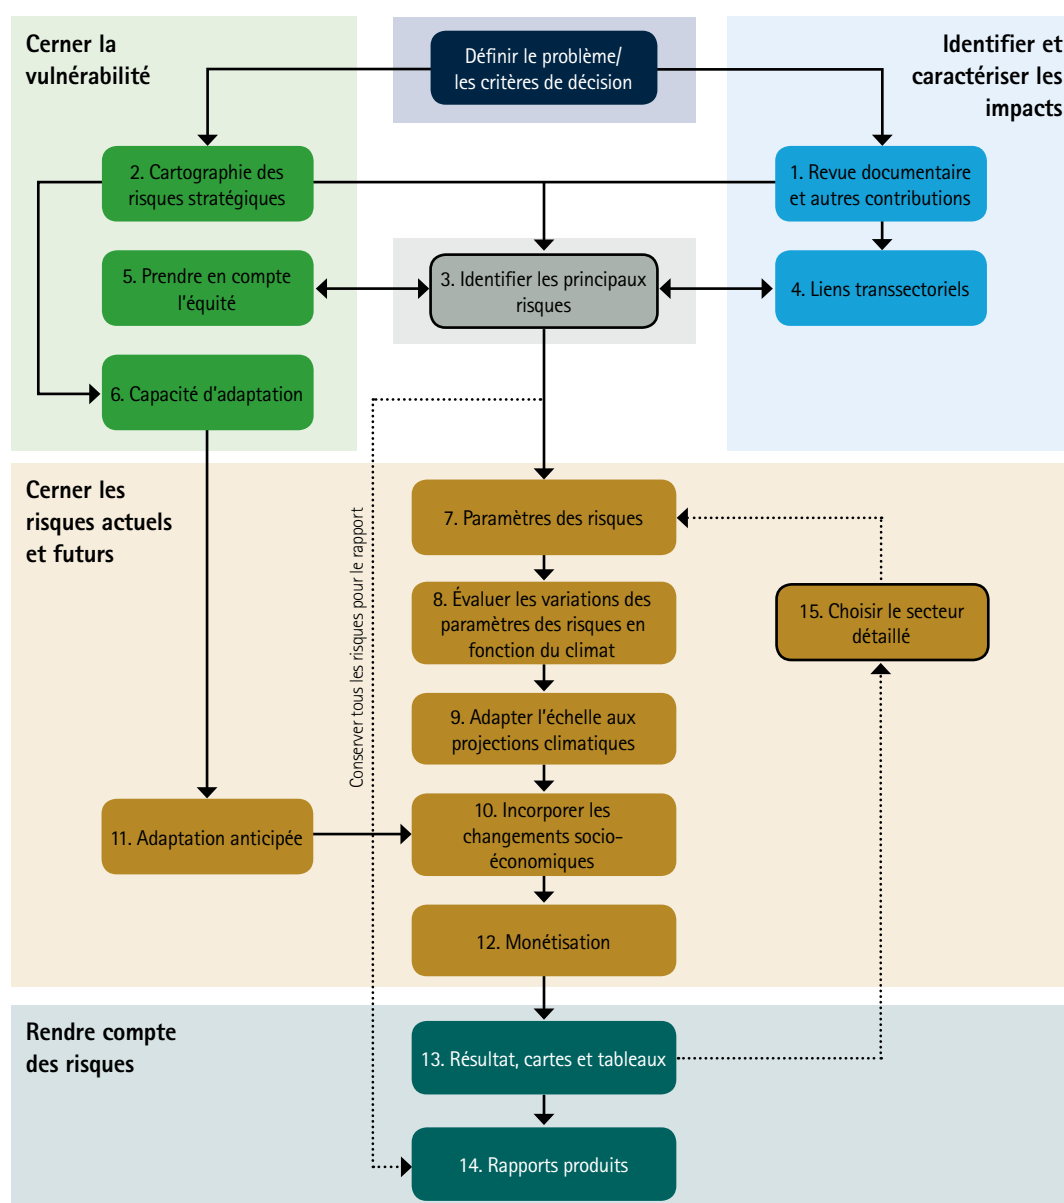 Cerner la
vulnérabilité
Définir le problème/
les critères de décision
Identifier et
caractériser les
impacts
2. Cartographie des
risques stratégiques
1. Revue documentaire
et autres contributions
5. Prendre en compte
l'équité
3. Identifier les principaux
risques
4. Liens transsectoriels
6. Capacité d'adaptation
Cerner les
risques actuels
et futurs
Conserver tous les risques pour le rapport
7. Paramètres des risques
8. Évaluer les variations des
paramètres des risques en
fonction du climat
15. Choisir le secteur
détaillé
9. Adapter l'échelle aux
projections climatiques
11. Adaptation anticipée
10. Incorporer les
changements socio-
économiques
12. Monétisation
Rendre compte
des risques
13. Résultat, cartes et tableaux
14. Rapports produits